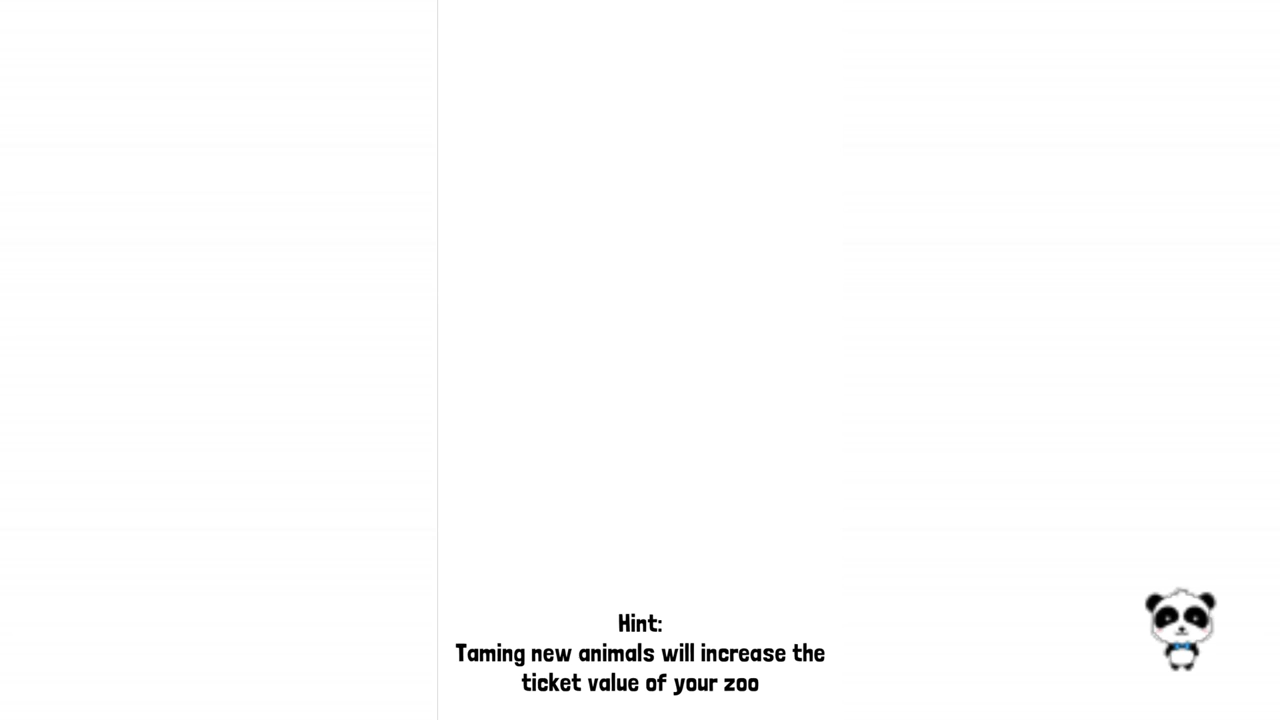 Hint:
Taming new animals will increase the
ticket value of your zoo